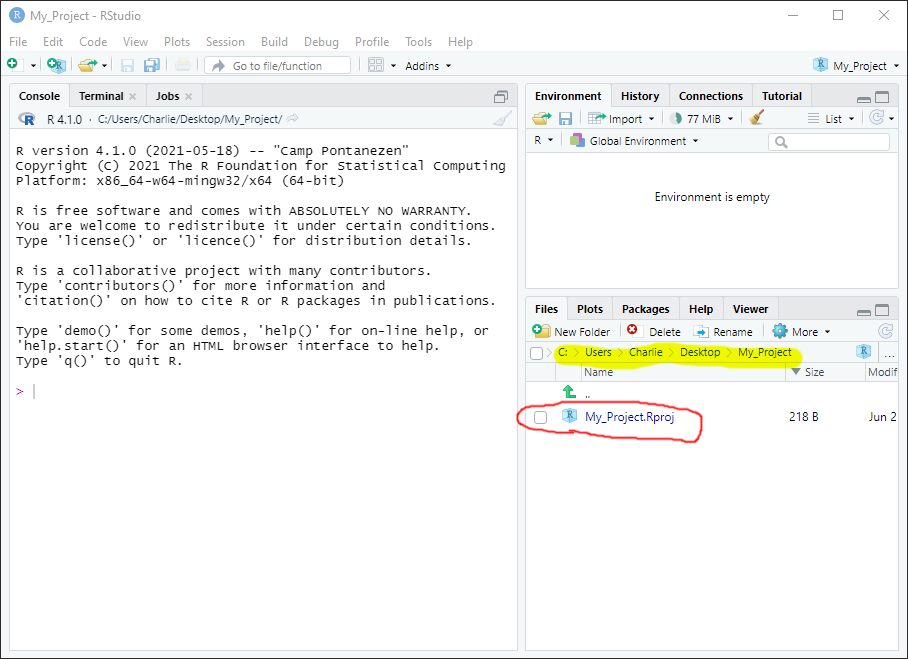 My_Project - RStudio
File Edit Code View Plots Session Build Debug Profile Tools Help
Go to file/function Addins My_Project
Console Terminal Jobs
R 4.1.0 · C:/Users/Charlie/Desktop/My_Project/
R version 4.1.0 (2021-05-18) -- "Camp Pontanezen"
Copyright (C) 2021 The R Foundation for Statistical Computing
Platform: x86_64-w64-mingw32/x64 (64-bit)
R is free software and comes with ABSOLUTELY NO WARRANTY.
You are welcome to redistribute it under certain conditions.
Type 'license()' or 'licence()' for distribution details.
R is a collaborative project with many contributors.
Type 'contributors()' for more information and
'citation()' on how to cite R or R packages in publications.
Type 'demo()' for some demos, 'help()' for on-line help, or
'help.start()' for an HTML browser interface to help.
Type 'q()' to quit R.
>
Environment History Connections Tutorial
Import 77 MiB List
R Global Environment
Environment is empty
Files Plots Packages Help Viewer
New Folder Delete Rename More
C: Users Charlie Desktop My_Project ...
Name Size Modif
..
My_Project.Rproj 218 B Jun 2